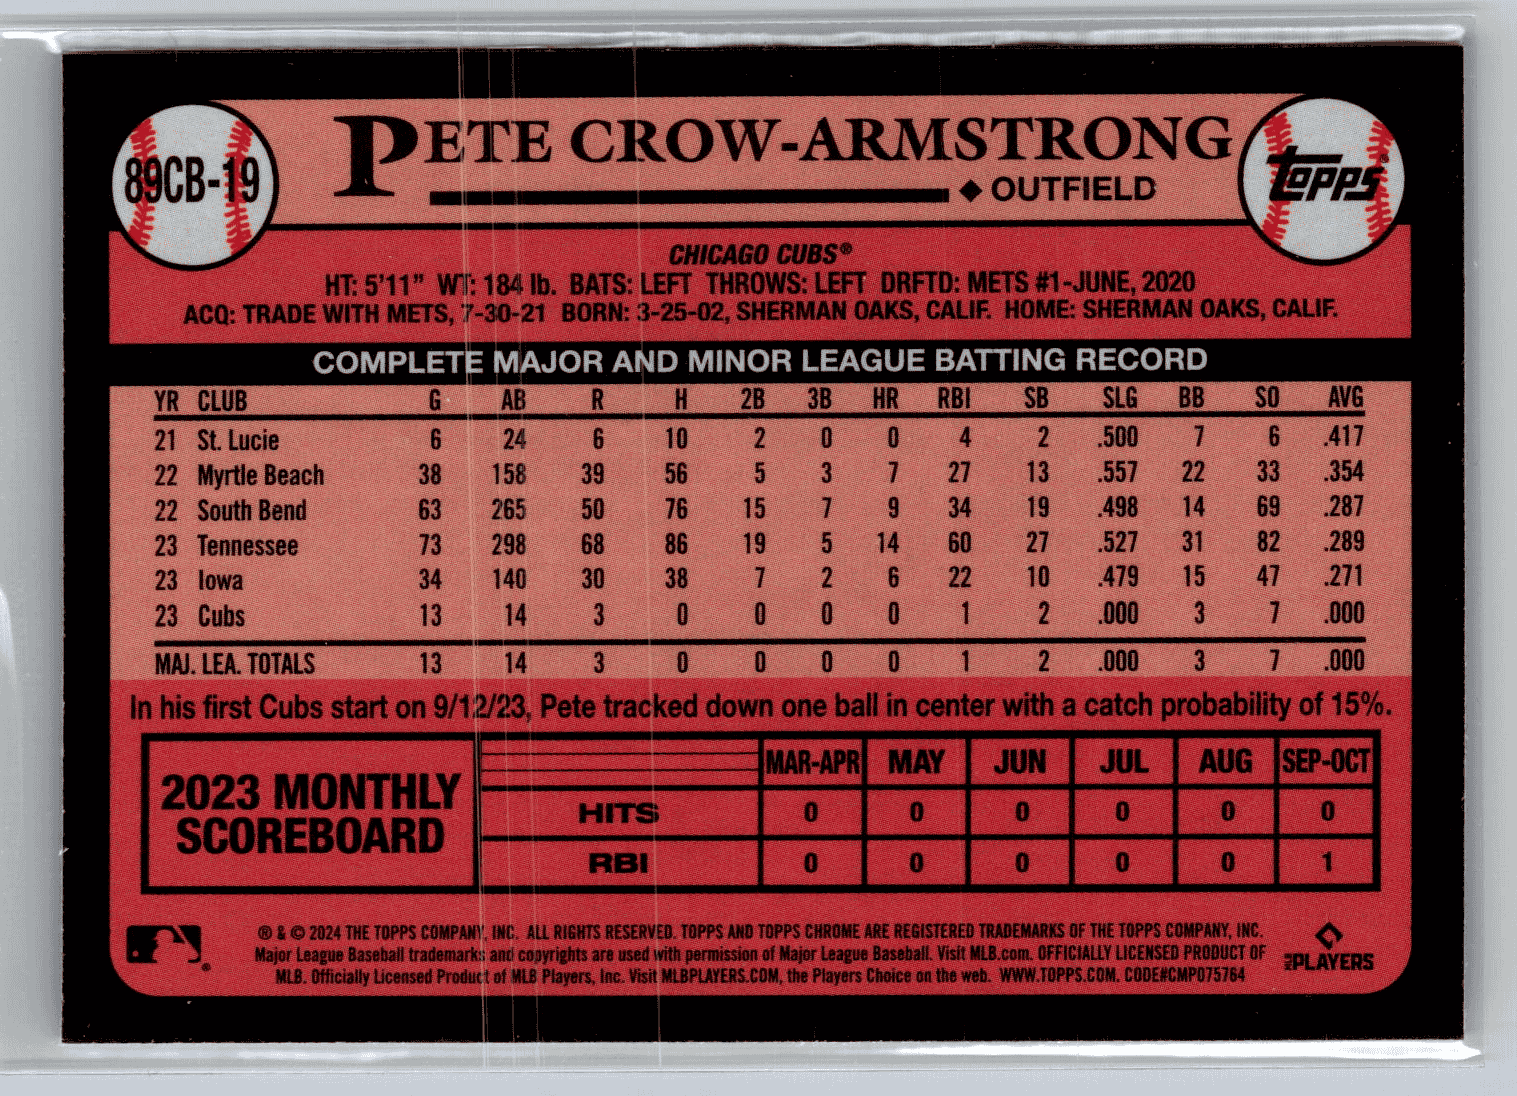 89CB-19
PETE CROW-ARMSTRONG
◆ OUTFIELD
TOPPS®
CHICAGO CUBS®
HT: 5'11" WT: 184 lb. BATS: LEFT THROWS: LEFT DRFTD: METS #1-JUNE, 2020
ACQ: TRADE WITH METS, 7-30-21 BORN: 3-25-02, SHERMAN OAKS, CALIF. HOME: SHERMAN OAKS, CALIF.
COMPLETE MAJOR AND MINOR LEAGUE BATTING RECORD
YR CLUB G AB R H 2B 3B HR RBI SB SLG BB SO AVG
21 St. Lucie 6 24 6 10 2 0 0 4 2 .500 7 6 .417
22 Myrtle Beach 38 158 39 56 5 3 7 27 13 .557 22 33 .354
22 South Bend 63 265 50 76 15 7 9 34 19 .498 14 69 .287
23 Tennessee 73 298 68 86 19 5 14 60 27 .527 31 82 .289
23 Iowa 34 140 30 38 7 2 6 22 10 .479 15 47 .271
23 Cubs 13 14 3 0 0 0 0 1 2 .000 3 7 .000
MAJ. LEA. TOTALS 13 14 3 0 0 0 0 1 2 .000 3 7 .000
In his first Cubs start on 9/12/23, Pete tracked down one ball in center with a catch probability of 15%.
2023 MONTHLY
SCOREBOARD
MAR-APR MAY JUN JUL AUG SEP-OCT
HITS 0 0 0 0 0 0
RBI 0 0 0 0 0 1
® & © 2024 THE TOPPS COMPANY, INC. ALL RIGHTS RESERVED. TOPPS AND TOPPS CHROME ARE REGISTERED TRADEMARKS OF THE TOPPS COMPANY, INC.
Major League Baseball trademarks and copyrights are used with permission of Major League Baseball. Visit MLB.com. OFFICIALLY LICENSED PRODUCT OF
MLB. Officially Licensed Product of MLB Players, Inc. Visit MLBPLAYERS.COM, the Players Choice on the web. WWW.TOPPS.COM. CODE#CMP075764
MLB PLAYERS